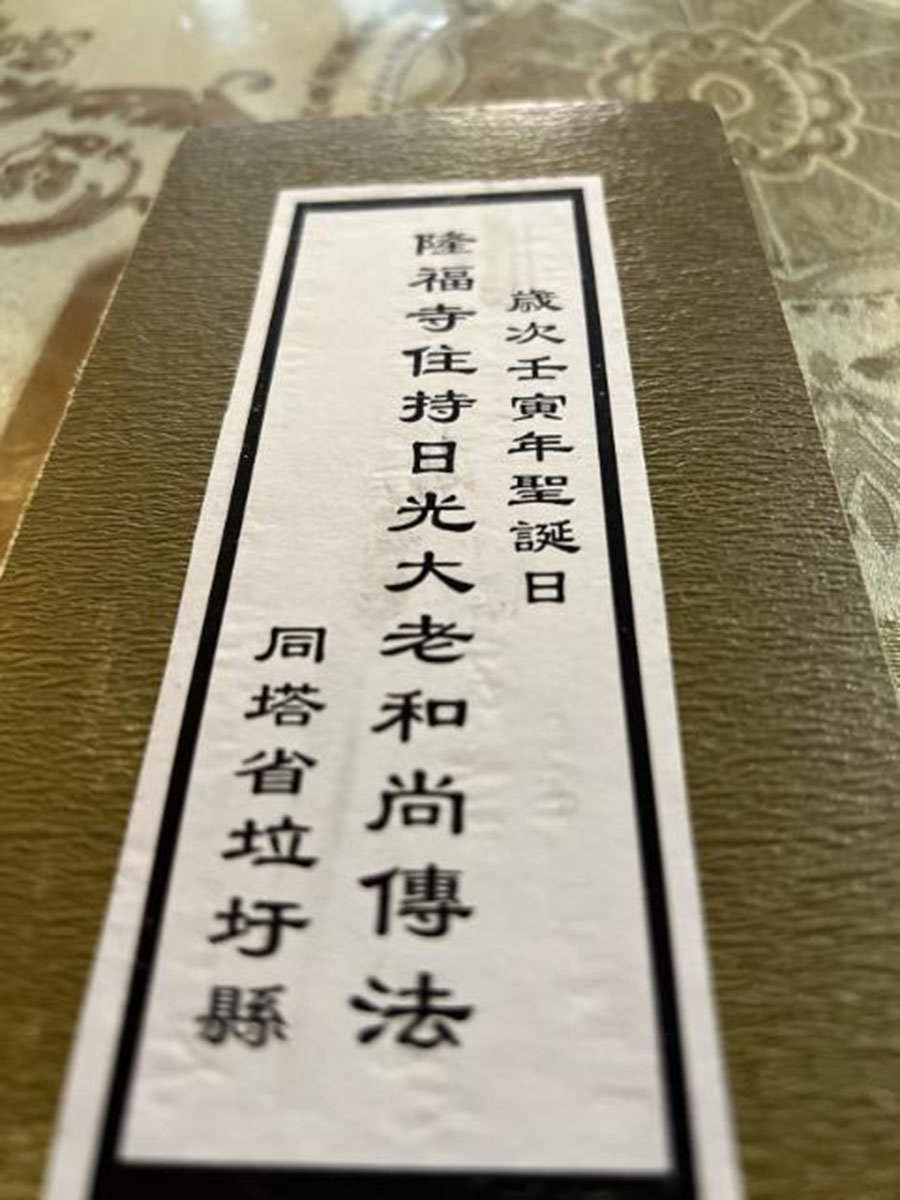 歲次壬寅年聖誕日
隆福寺住持日光大老和尚傳法
同塔省垃圩縣